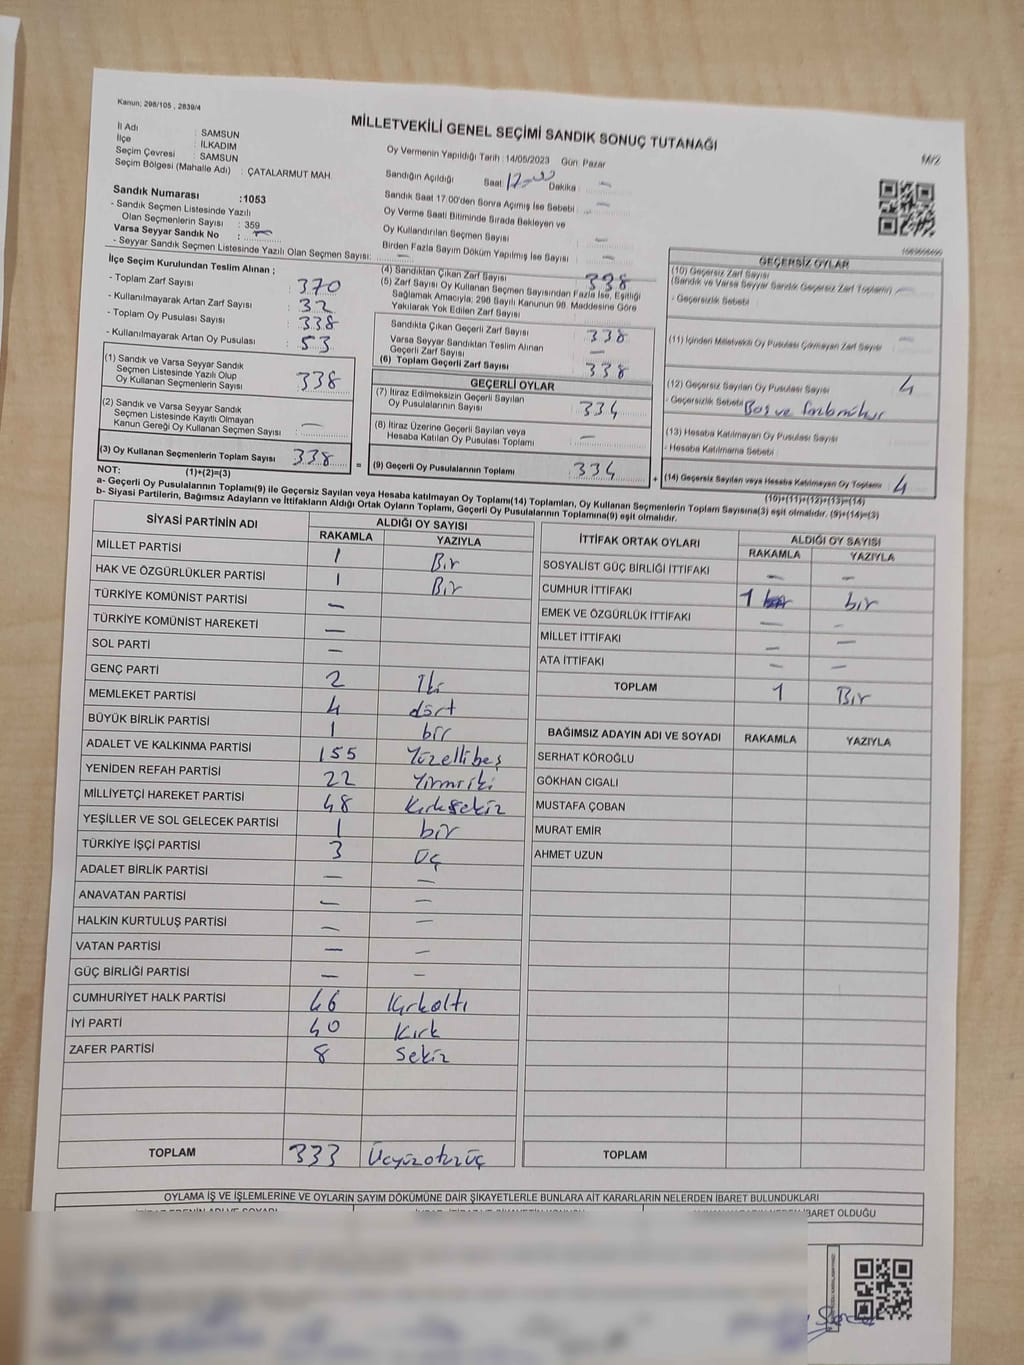 Kanun; 298/105 , 2839/4
MİLLETVEKİLİ GENEL SEÇİMİ SANDIK SONUÇ TUTANAĞI
İl Adı : SAMSUN
İlçe : İLKADIM
Seçim Çevresi : SAMSUN
Seçim Bölgesi (Mahalle Adı) : ÇATALARMUT MAH.
Sandık Numarası :1053
- Sandık Seçmen Listesinde Yazılı
Olan Seçmenlerin Sayısı : 359
Varsa Seyyar Sandık No : —
- Seyyar Sandık Seçmen Listesinde Yazılı Olan Seçmen Sayısı: —
Oy Vermenin Yapıldığı Tarih : 14/05/2023 Gün: Pazar
Sandığın Açıldığı Saat: 17-00 Dakika : —
Sandık Saat 17.00'den Sonra Açımış İse Sebebi : —
Oy Verme Saati Bitiminde Sırada Bekleyen ve
Oy Kullandırılan Seçmen Sayısı : —
Birden Fazla Sayım Döküm Yapılmış İse Sayısı : —
M/2
İlçe Seçim Kurulundan Teslim Alınan ;
- Toplam Zarf Sayısı : 370
- Kullanılmayarak Artan Zarf Sayısı : 32
- Toplam Oy Pusulası Sayısı : 338
- Kullanılmayarak Artan Oy Pusulası : 53
(1) Sandık ve Varsa Seyyar Sandık
Seçmen Listesinde Yazılı Olup
Oy Kullanan Seçmenlerin Sayısı : 338
(2) Sandık ve Varsa Seyyar Sandık
Seçmen Listesinde Kayıtlı Olmayan
Kanun Gereği Oy Kullanan Seçmen Sayısı : —
(3) Oy Kullanan Seçmenlerin Toplam Sayısı 338
(4) Sandıktan Çıkan Zarf Sayısı : 338
(5) Zarf Sayısı Oy Kullanan Seçmen Sayısından Fazla İse, Eşitliği
Sağlamak Amacıyla; 298 Sayılı Kanunun 98. Maddesine Göre
Yakılarak Yok Edilen Zarf Sayısı
Sandıkta Çıkan Geçerli Zarf Sayısı : 338
Varsa Seyyar Sandıktan Teslim Alınan
Geçerli Zarf Sayısı : —
(6) Toplam Geçerli Zarf Sayısı : 338
GEÇERLİ OYLAR
(7) İtiraz Edilmeksizin Geçerli Sayılan
Oy Pusulalarının Sayısı : 334
(8) İtiraz Üzerine Geçerli Sayılan veya
Hesaba Katılan Oy Pusulası Toplamı : —
= (9) Geçerli Oy Pusulalarının Toplamı : 334
GEÇERSİZ OYLAR
(10) Geçersiz Zarf Sayısı
(Sandık ve Varsa Seyyar Sandık Geçersiz Zarf Toplamı) : —
- Geçersizlik Sebebi :
(11) İçinden Milletvekili Oy Pusulası Çıkmayan Zarf Sayısı : —
(12) Geçersiz Sayılan Oy Pusulası Sayısı : 4
- Geçersizlik Sebebi : Boş ve fazla mühür
(13) Hesaba Katılmayan Oy Pusulası Sayısı :
- Hesaba Katılmama Sebebi :
+ (14) Geçersiz Sayılan veya Hesaba Katılmayan Oy Toplamı : 4
NOT: (1)+(2)=(3)
(10)+(11)+(12)+(13)=(14)
a- Geçerli Oy Pusulalarının Toplamı(9) ile Geçersiz Sayılan veya Hesaba katılmayan Oy Toplamı(14) Toplamları, Oy Kullanan Seçmenlerin Toplam Sayısına(3) eşit olmalıdır. (9)+(14)=(3)
b- Siyasi Partilerin, Bağımsız Adayların ve İttifakların Aldığı Ortak Oyların Toplamı, Geçerli Oy Pusulalarının Toplamına(9) eşit olmalıdır.
SİYASİ PARTİNİN ADI ALDIĞI OY SAYISI
RAKAMLA YAZIYLA
MİLLET PARTİSİ 1 Bir
HAK VE ÖZGÜRLÜKLER PARTİSİ 1 Bir
TÜRKİYE KOMÜNİST PARTİSİ —
TÜRKİYE KOMÜNİST HAREKETİ —
SOL PARTİ —
GENÇ PARTİ 2 İki
MEMLEKET PARTİSİ 4 dört
BÜYÜK BİRLİK PARTİSİ 1 bir
ADALET VE KALKINMA PARTİSİ 155 Yüzellibeş
YENİDEN REFAH PARTİSİ 22 Yirmiiki
MİLLİYETÇİ HAREKET PARTİSİ 48 Kırksekiz
YEŞİLLER VE SOL GELECEK PARTİSİ 1 bir
TÜRKİYE İŞÇİ PARTİSİ 3 üç
ADALET BİRLİK PARTİSİ — —
ANAVATAN PARTİSİ — —
HALKIN KURTULUŞ PARTİSİ — —
VATAN PARTİSİ — —
GÜÇ BİRLİĞİ PARTİSİ — —
CUMHURİYET HALK PARTİSİ 46 Kırkaltı
İYİ PARTİ 40 Kırk
ZAFER PARTİSİ 8 Sekiz
TOPLAM 333 Üçyüzotuzüç
İTTİFAK ORTAK OYLARI ALDIĞI OY SAYISI
RAKAMLA YAZIYLA
SOSYALİST GÜÇ BİRLİĞİ İTTİFAKI — —
CUMHUR İTTİFAKI 1 bir
EMEK VE ÖZGÜRLÜK İTTİFAKI — —
MİLLET İTTİFAKI — —
ATA İTTİFAKI — —
TOPLAM 1 Bir
BAĞIMSIZ ADAYIN ADI VE SOYADI RAKAMLA YAZIYLA
SERHAT KÖROĞLU
GÖKHAN CIGALI
MUSTAFA ÇOBAN
MURAT EMİR
AHMET UZUN
TOPLAM
OYLAMA İŞ VE İŞLEMLERİNE VE OYLARIN SAYIM DÖKÜMÜNE DAİR ŞİKAYETLERLE BUNLARA AİT KARARLARIN NELERDEN İBARET BULUNDUKLARI
İBARET OLDUĞU